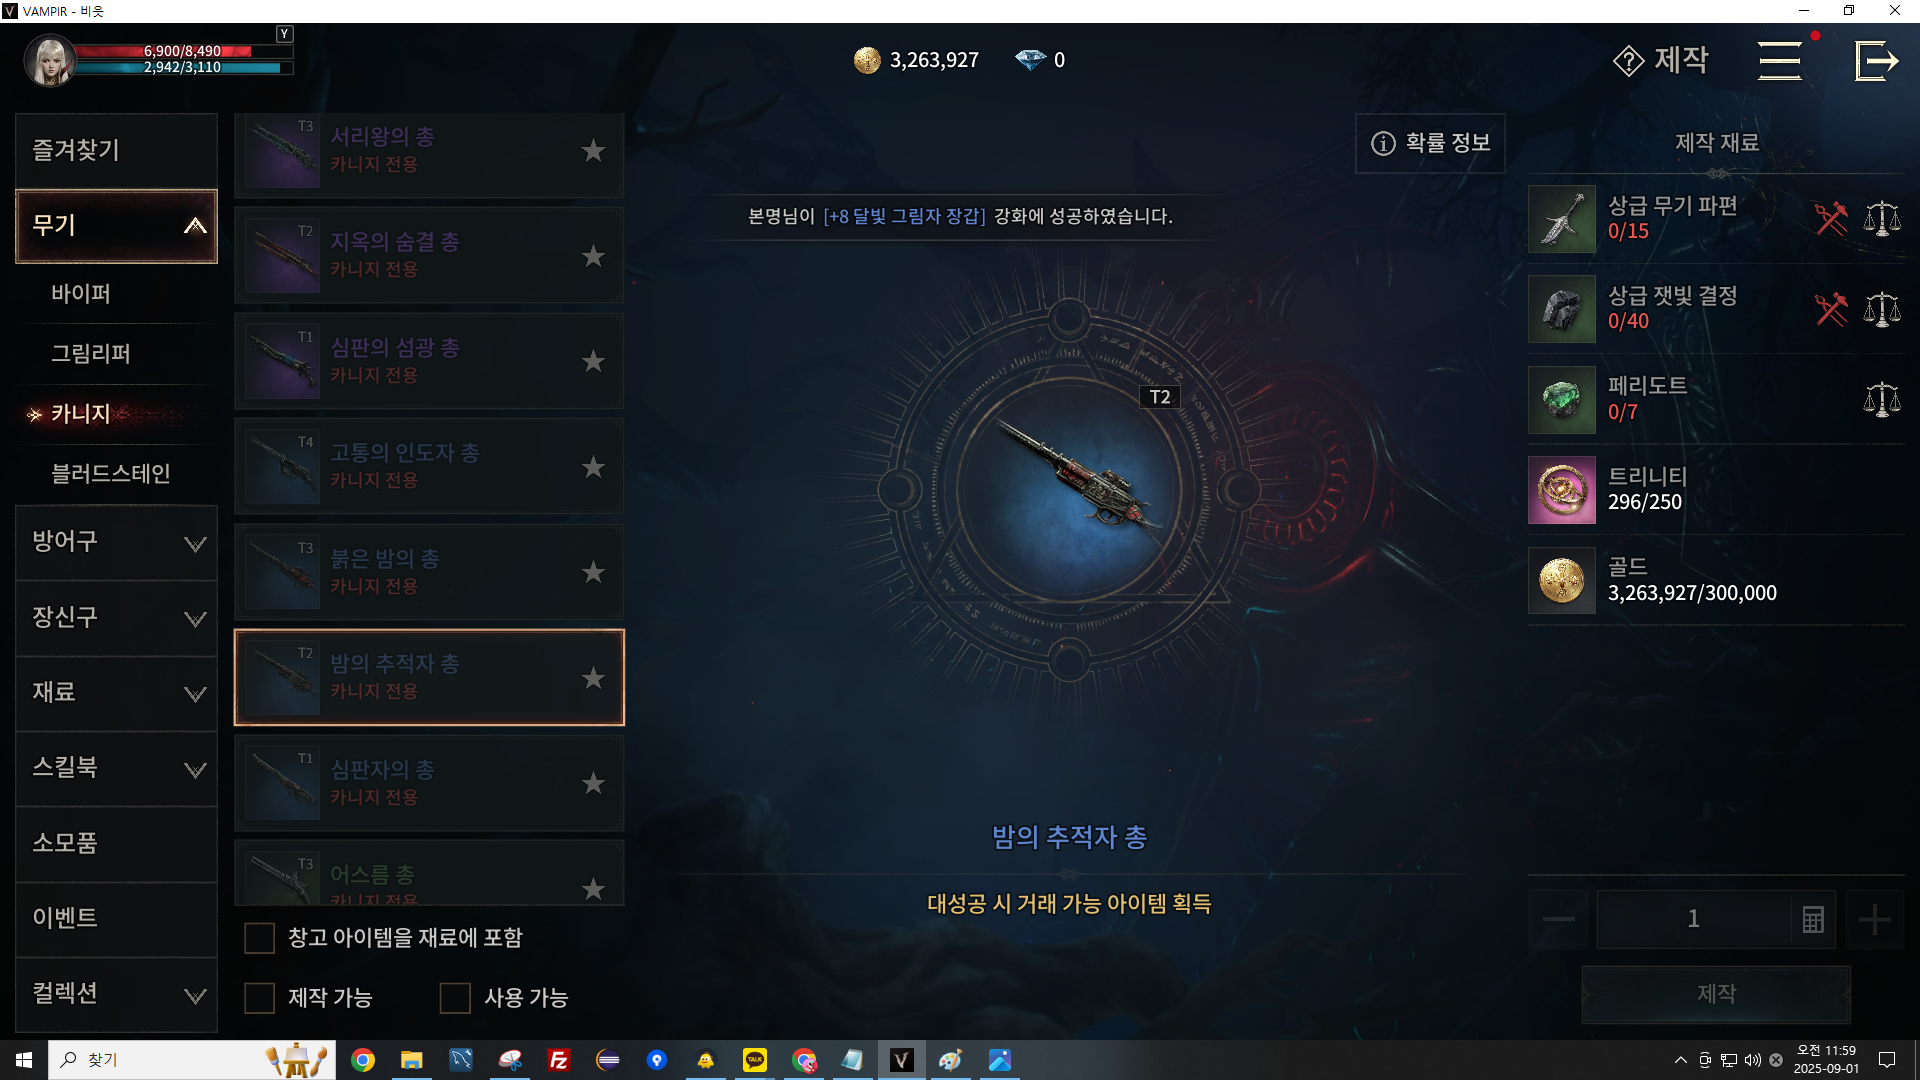 VAMPIR - 비웃
Y
6,900/8,490
2,942/3,110
3,263,927
0
제작
즐겨찾기
무기
바이퍼
그림리퍼
카니지
블러드스테인
방어구
장신구
재료
스킬북
소모품
이벤트
컬렉션
T3
서리왕의 총
카니지 전용
T2
지옥의 숨결 총
카니지 전용
T1
심판의 섬광 총
카니지 전용
T4
고통의 인도자 총
카니지 전용
T3
붉은 밤의 총
카니지 전용
T2
밤의 추적자 총
카니지 전용
T1
심판자의 총
카니지 전용
T3
어스름 총
카니지 전용
창고 아이템을 재료에 포함
제작 가능
사용 가능
확률 정보
본명님이 [+8 달빛 그림자 장갑] 강화에 성공하였습니다.
T2
밤의 추적자 총
대성공 시 거래 가능 아이템 획득
제작 재료
상급 무기 파편
0/15
상급 잿빛 결정
0/40
페리도트
0/7
트리니티
296/250
골드
3,263,927/300,000
1
제작
찾기
TALK
오전 11:59
2025-09-01